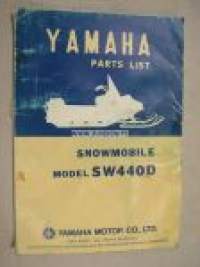 YAMAHA
PARTS LIST
SNOWMOBILE
MODEL SW440D
YAMAHA MOTOR CO., LTD.